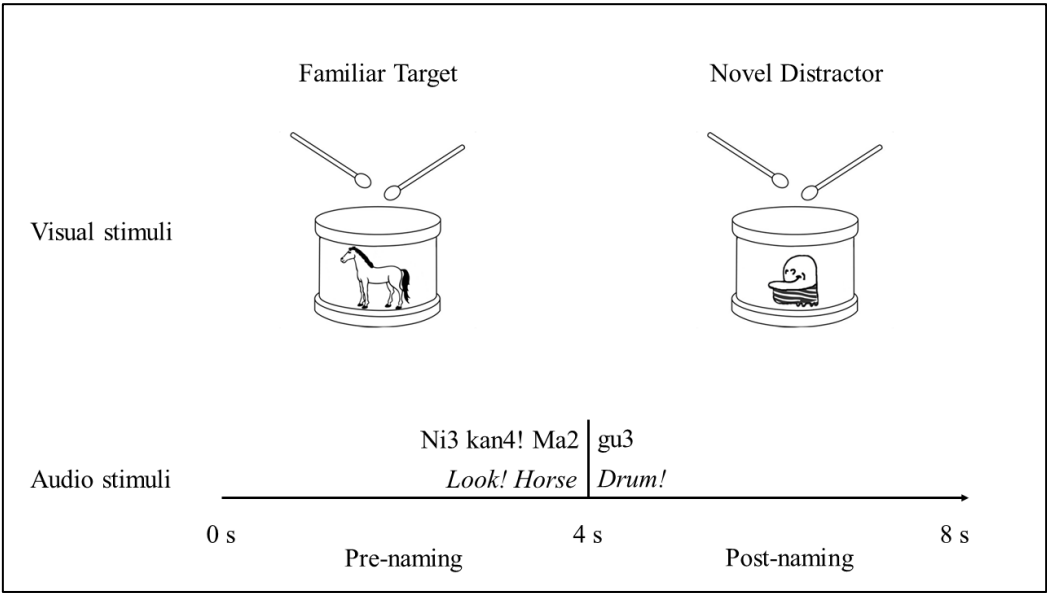 Familiar Target
Novel Distractor
Visual stimuli
Ni3 kan4! Ma2 gu3
Audio stimuli
Look! Horse Drum!
0 s
4 s
8 s
Pre-naming
Post-naming